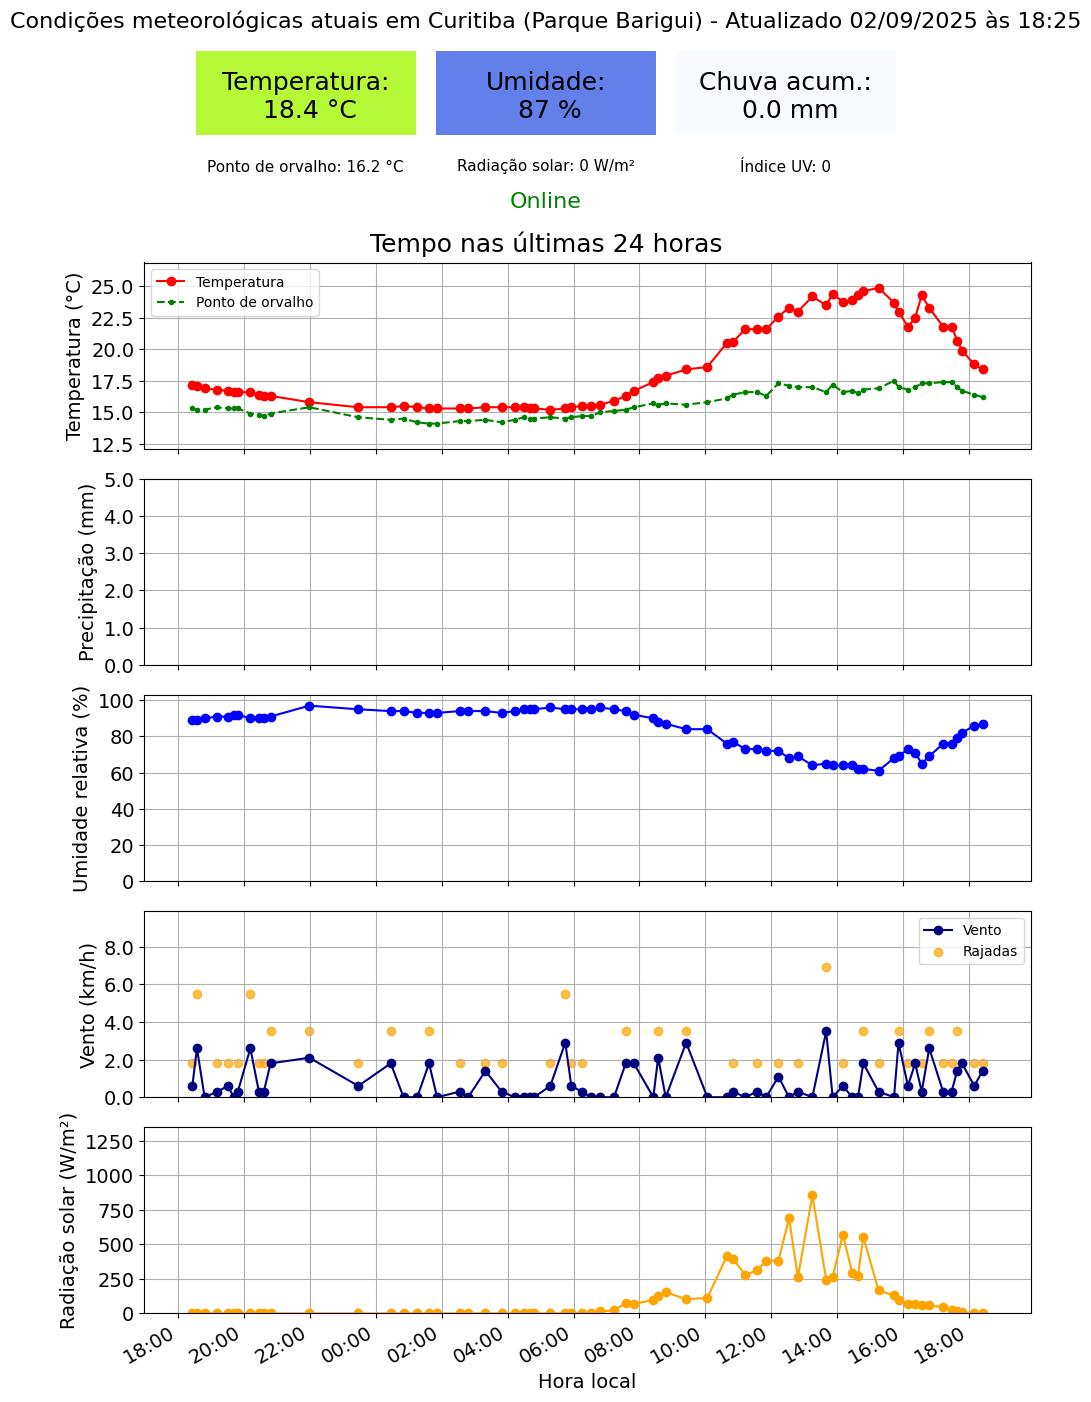 Condições meteorológicas atuais em Curitiba (Parque Barigui) - Atualizado 02/09/2025 às 18:25
Temperatura:
18.4 °C
Umidade:
87 %
Chuva acum.:
0.0 mm
Ponto de orvalho: 16.2 °C
Radiação solar: 0 W/m²
Índice UV: 0
Online
Tempo nas últimas 24 horas
Temperatura (°C)
25.0
22.5
20.0
17.5
15.0
12.5
Temperatura
Ponto de orvalho
Precipitação (mm)
5.0
4.0
3.0
2.0
1.0
0.0
Umidade relativa (%)
100
80
60
40
20
0
Vento (km/h)
8.0
6.0
4.0
2.0
0.0
Vento
Rajadas
Radiação solar (W/m²)
1250
1000
750
500
250
0
18:00
20:00
22:00
00:00
02:00
04:00
06:00
08:00
10:00
12:00
14:00
16:00
18:00
Hora local